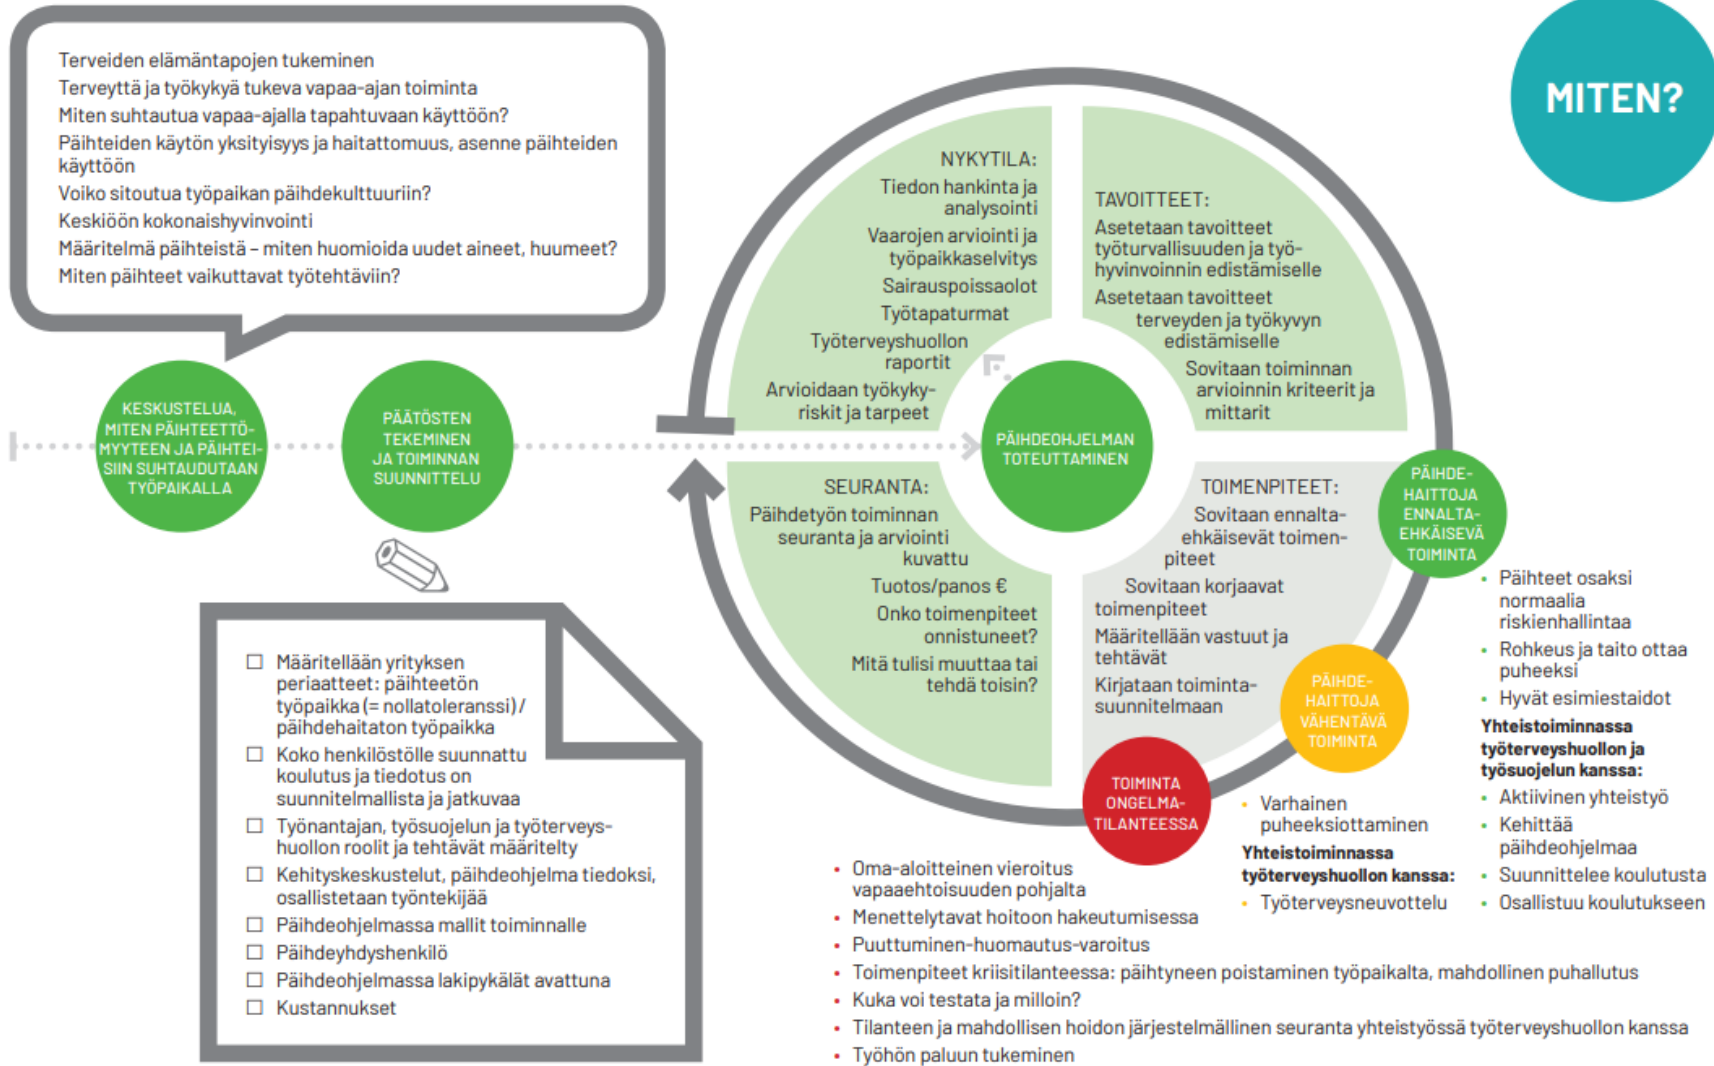 Terveiden elämäntapojen tukeminen
Terveyttä ja työkykyä tukeva vapaa-ajan toiminta
Miten suhtautua vapaa-ajalla tapahtuvaan käyttöön?
Päihteiden käytön yksityisyys ja haitattomuus, asenne päihteiden
käyttöön
Voiko sitoutua työpaikan päihdekulttuuriin?
Keskiöön kokonaishyvinvointi
Määritelmä päihteistä – miten huomioida uudet aineet, huumeet?
Miten päihteet vaikuttavat työtehtäviin?
MITEN?
KESKUSTELUA,
MITEN PÄIHTEETTÖ-
MYYTEEN JA PÄIHTEI-
SIIN SUHTAUDUTAAN
TYÖPAIKALLA
PÄÄTÖSTEN
TEKEMINEN
JA TOIMINNAN
SUUNNITTELU
☐ Määritellään yrityksen
periaatteet: päihteetön
työpaikka (= nollatoleranssi) /
päihdehaitaton työpaikka
☐ Koko henkilöstölle suunnattu
koulutus ja tiedotus on
suunnitelmallista ja jatkuvaa
☐ Työnantajan, työsuojelun ja työterveys-
huollon roolit ja tehtävät määritelty
☐ Kehityskeskustelut, päihdeohjelma tiedoksi,
osallistetaan työntekijää
☐ Päihdeohjelmassa mallit toiminnalle
☐ Päihdeyhdyshenkilö
☐ Päihdeohjelmassa lakipykälät avattuna
☐ Kustannukset
NYKYTILA:
Tiedon hankinta ja
analysointi
Vaarojen arviointi ja
työpaikkaselvitys
Sairauspoissaolot
Työtapaturmat
Työterveyshuollon
raportit
Arvioidaan työkyky-
riskit ja tarpeet
TAVOITTEET:
Asetetaan tavoitteet
työturvallisuuden ja työ-
hyvinvoinnin edistämiselle
Asetetaan tavoitteet
terveyden ja työkyvyn
edistämiselle
Sovitaan toiminnan
arvioinnin kriteerit ja
mittarit
PÄIHDEOHJELMAN
TOTEUTTAMINEN
SEURANTA:
Päihdetyön toiminnan
seuranta ja arviointi
kuvattu
Tuotos/panos €
Onko toimenpiteet
onnistuneet?
Mitä tulisi muuttaa tai
tehdä toisin?
TOIMENPITEET:
Sovitaan ennalta-
ehkäisevät toimen-
piteet
Sovitaan korjaavat
toimenpiteet
Määritellään vastuut ja
tehtävät
Kirjataan toiminta-
suunnitelmaan
PÄIHDE-
HAITTOJA
ENNALTA-
EHKÄISEVÄ
TOIMINTA
• Päihteet osaksi
normaalia
riskienhallintaa
• Rohkeus ja taito ottaa
puheeksi
• Hyvät esimiestaidot
Yhteistoiminnassa
työterveyshuollon ja
työsuojelun kanssa:
• Aktiivinen yhteistyö
• Kehittää
päihdeohjelmaa
• Suunnittelee koulutusta
• Osallistuu koulutukseen
PÄIHDE-
HAITTOJA
VÄHENTÄVÄ
TOIMINTA
• Varhainen
puheeksiottaminen
Yhteistoiminnassa
työterveyshuollon kanssa:
• Työterveysneuvottelu
TOIMINTA
ONGELMA-
TILANTEESSA
• Oma-aloitteinen vieroitus
vapaaehtoisuuden pohjalta
• Menettelytavat hoitoon hakeutumisessa
• Puuttuminen-huomautus-varoitus
• Toimenpiteet kriisitilanteessa: päihtyneen poistaminen työpaikalta, mahdollinen puhallutus
• Kuka voi testata ja milloin?
• Tilanteen ja mahdollisen hoidon järjestelmällinen seuranta yhteistyössä työterveyshuollon kanssa
• Työhön paluun tukeminen